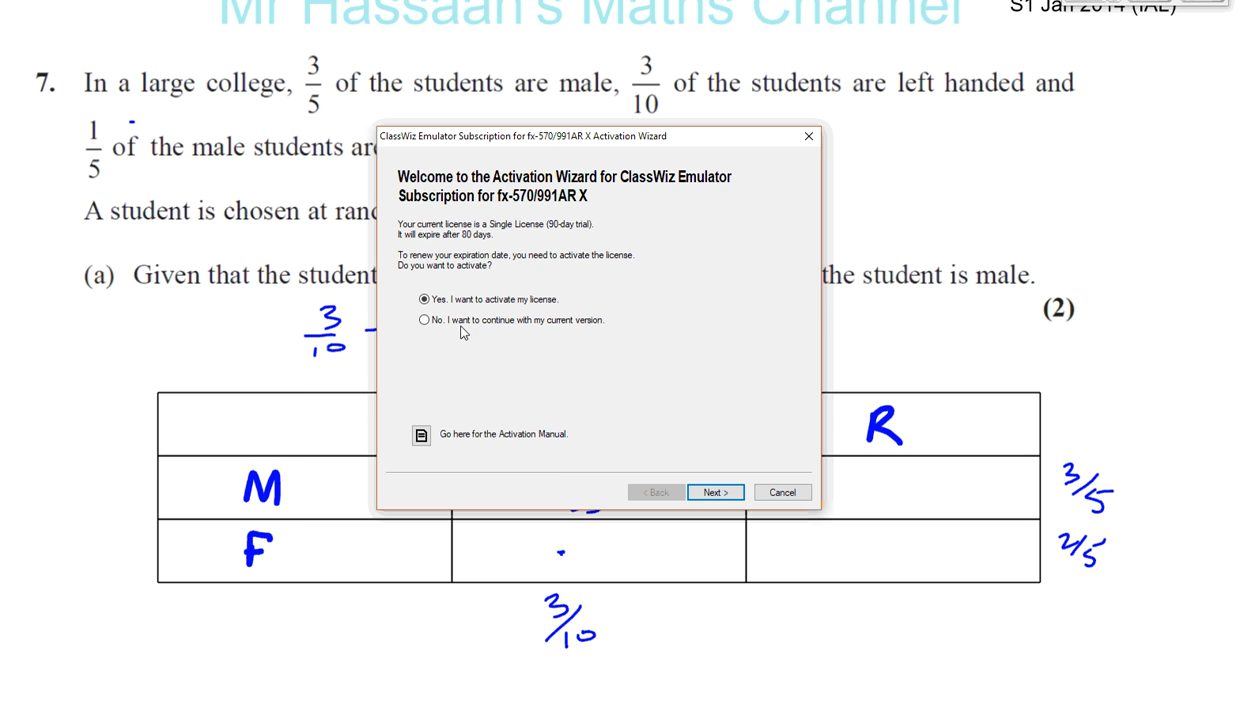 Mr Hassaan's Maths Channel
S1 Jan 2014 (IAL)
7. In a large college, 3/5 of the students are male, 3/10 of the students are left handed and
1/5 of the male students are
A student is chosen at
(a) Given that the student
the student is male.
(2)
ClassWiz Emulator Subscription for fx-570/991AR X Activation Wizard
Welcome to the Activation Wizard for ClassWiz Emulator
Subscription for fx-570/991AR X
Your current license is a Single License (90-day trial).
It will expire after 80 days.
To renew your expiration date, you need to activate the license.
Do you want to activate?
Yes. I want to activate my license.
No. I want to continue with my current version.
Go here for the Activation Manual.
< Back
Next >
Cancel
3/10 -
R
M
3/5
F
2/5
3/10